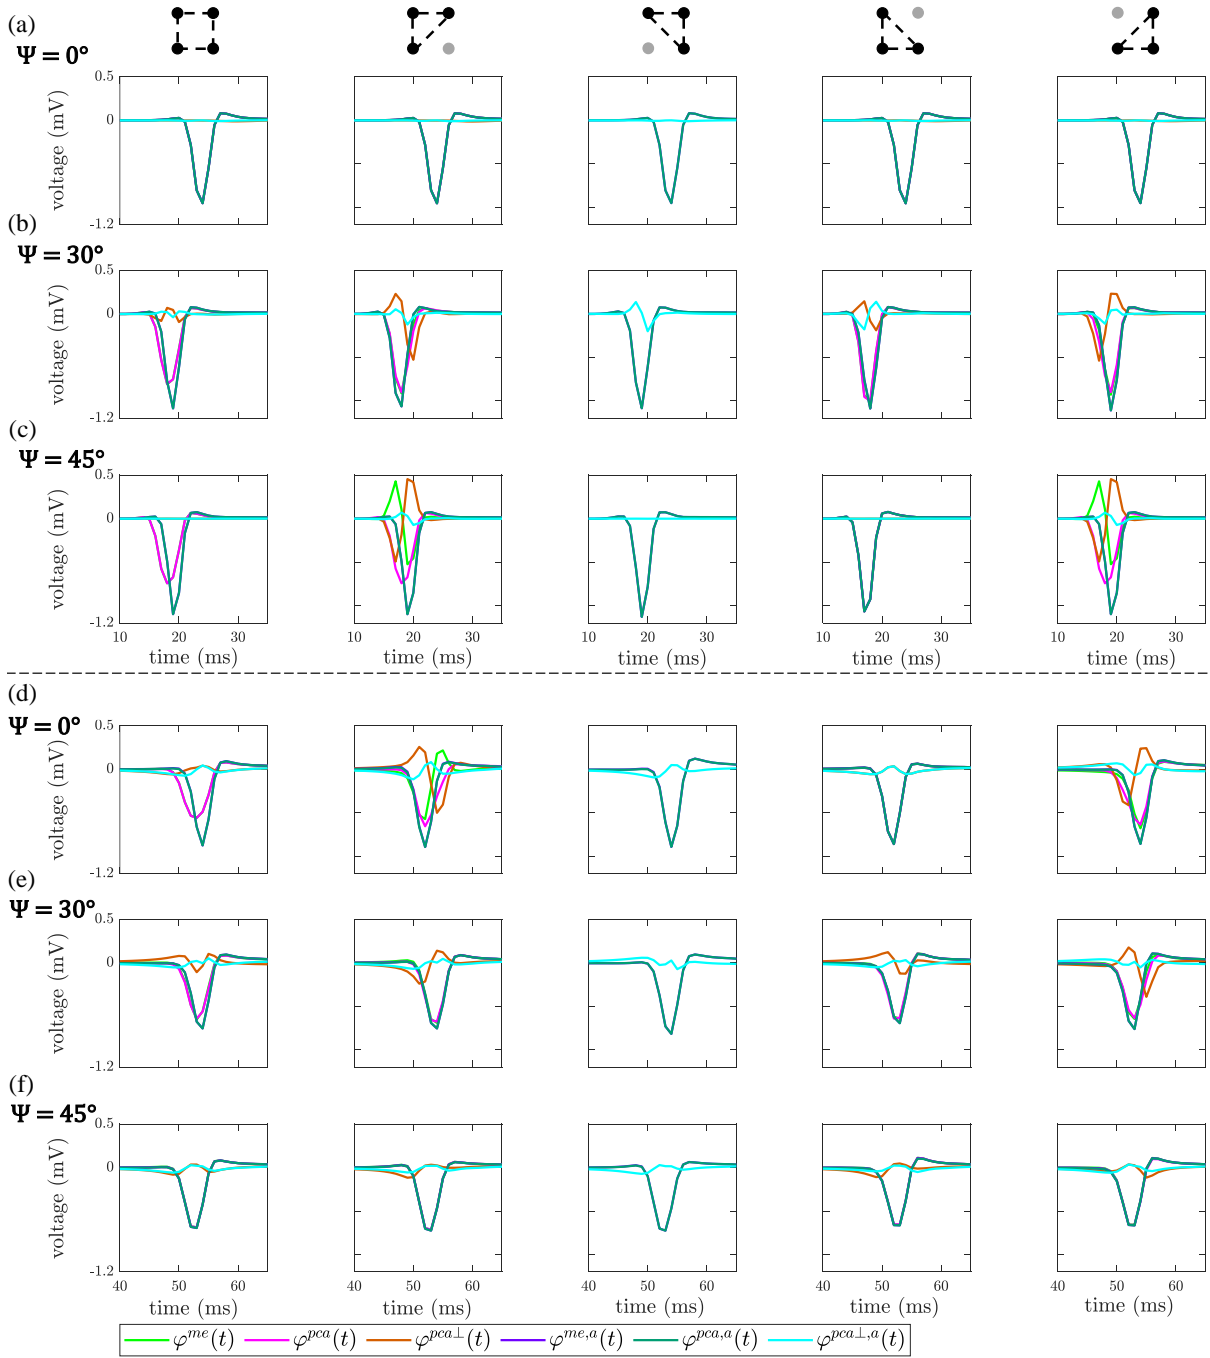 (a)
Ψ = 0°
0.5
0
-1.2
voltage (mV)
(b)
Ψ = 30°
0.5
0
-1.2
voltage (mV)
(c)
Ψ = 45°
0.5
0
-1.2
voltage (mV)
10 20 30 10 20 30 10 20 30 10 20 30 10 20 30
time (ms) time (ms) time (ms) time (ms) time (ms)
(d)
Ψ = 0°
0.5
0
-1.2
voltage (mV)
(e)
Ψ = 30°
0.5
0
-1.2
voltage (mV)
(f)
Ψ = 45°
0.5
0
-1.2
voltage (mV)
40 50 60 40 50 60 40 50 60 40 50 60 40 50 60
time (ms) time (ms) time (ms) time (ms) time (ms)
φ^me(t) φ^pca(t) φ^pca⊥(t) φ^me,a(t) φ^pca,a(t) φ^pca⊥,a(t)